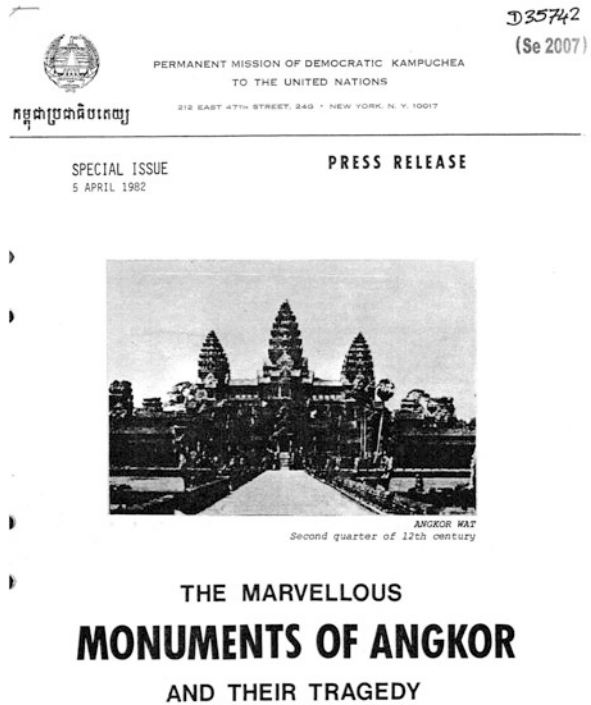 D35742
(Se 2007)
PERMANENT MISSION OF DEMOCRATIC KAMPUCHEA
TO THE UNITED NATIONS
212 EAST 47TH STREET, 24G • NEW YORK, N. Y. 10017
កម្ពុជាប្រជាធិបតេយ្យ
SPECIAL ISSUE
5 APRIL 1982
PRESS RELEASE
ANGKOR WAT
Second quarter of 12th century
THE MARVELLOUS
MONUMENTS OF ANGKOR
AND THEIR TRAGEDY